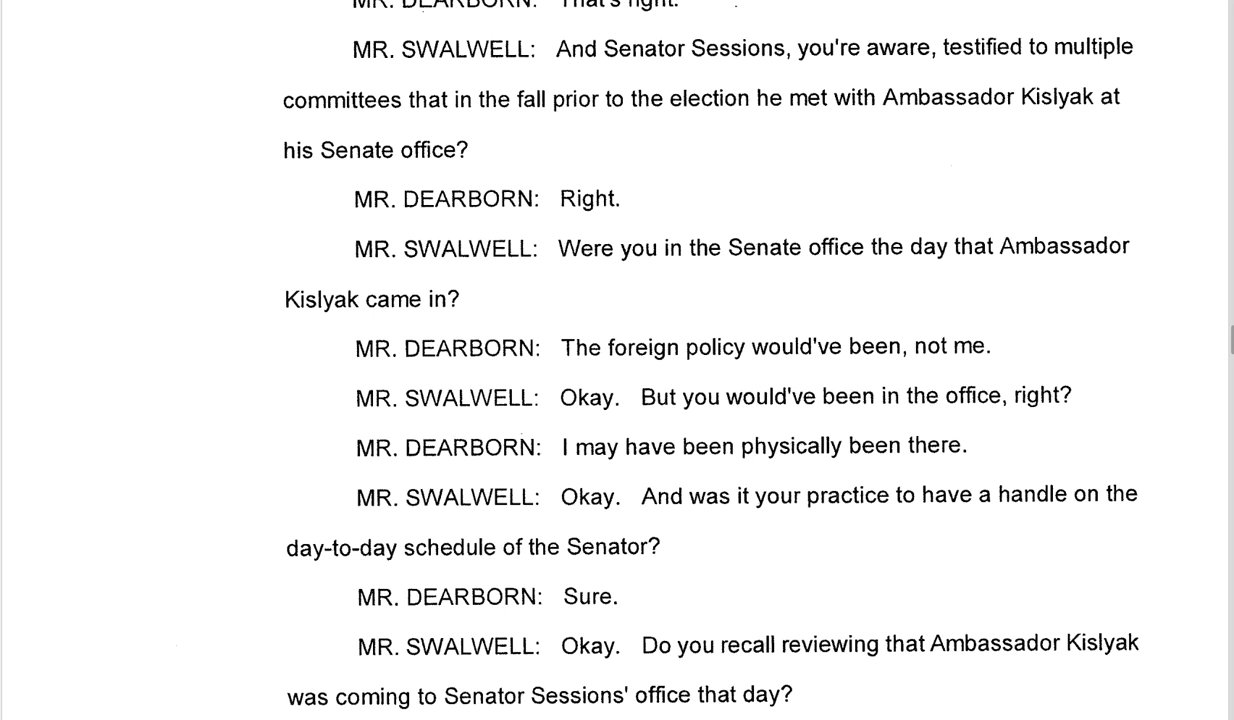 MR. DEARBORN: That's right.
MR. SWALWELL: And Senator Sessions, you're aware, testified to multiple
committees that in the fall prior to the election he met with Ambassador Kislyak at
his Senate office?
MR. DEARBORN: Right.
MR. SWALWELL: Were you in the Senate office the day that Ambassador
Kislyak came in?
MR. DEARBORN: The foreign policy would've been, not me.
MR. SWALWELL: Okay. But you would've been in the office, right?
MR. DEARBORN: I may have been physically been there.
MR. SWALWELL: Okay. And was it your practice to have a handle on the
day-to-day schedule of the Senator?
MR. DEARBORN: Sure.
MR. SWALWELL: Okay. Do you recall reviewing that Ambassador Kislyak
was coming to Senator Sessions' office that day?